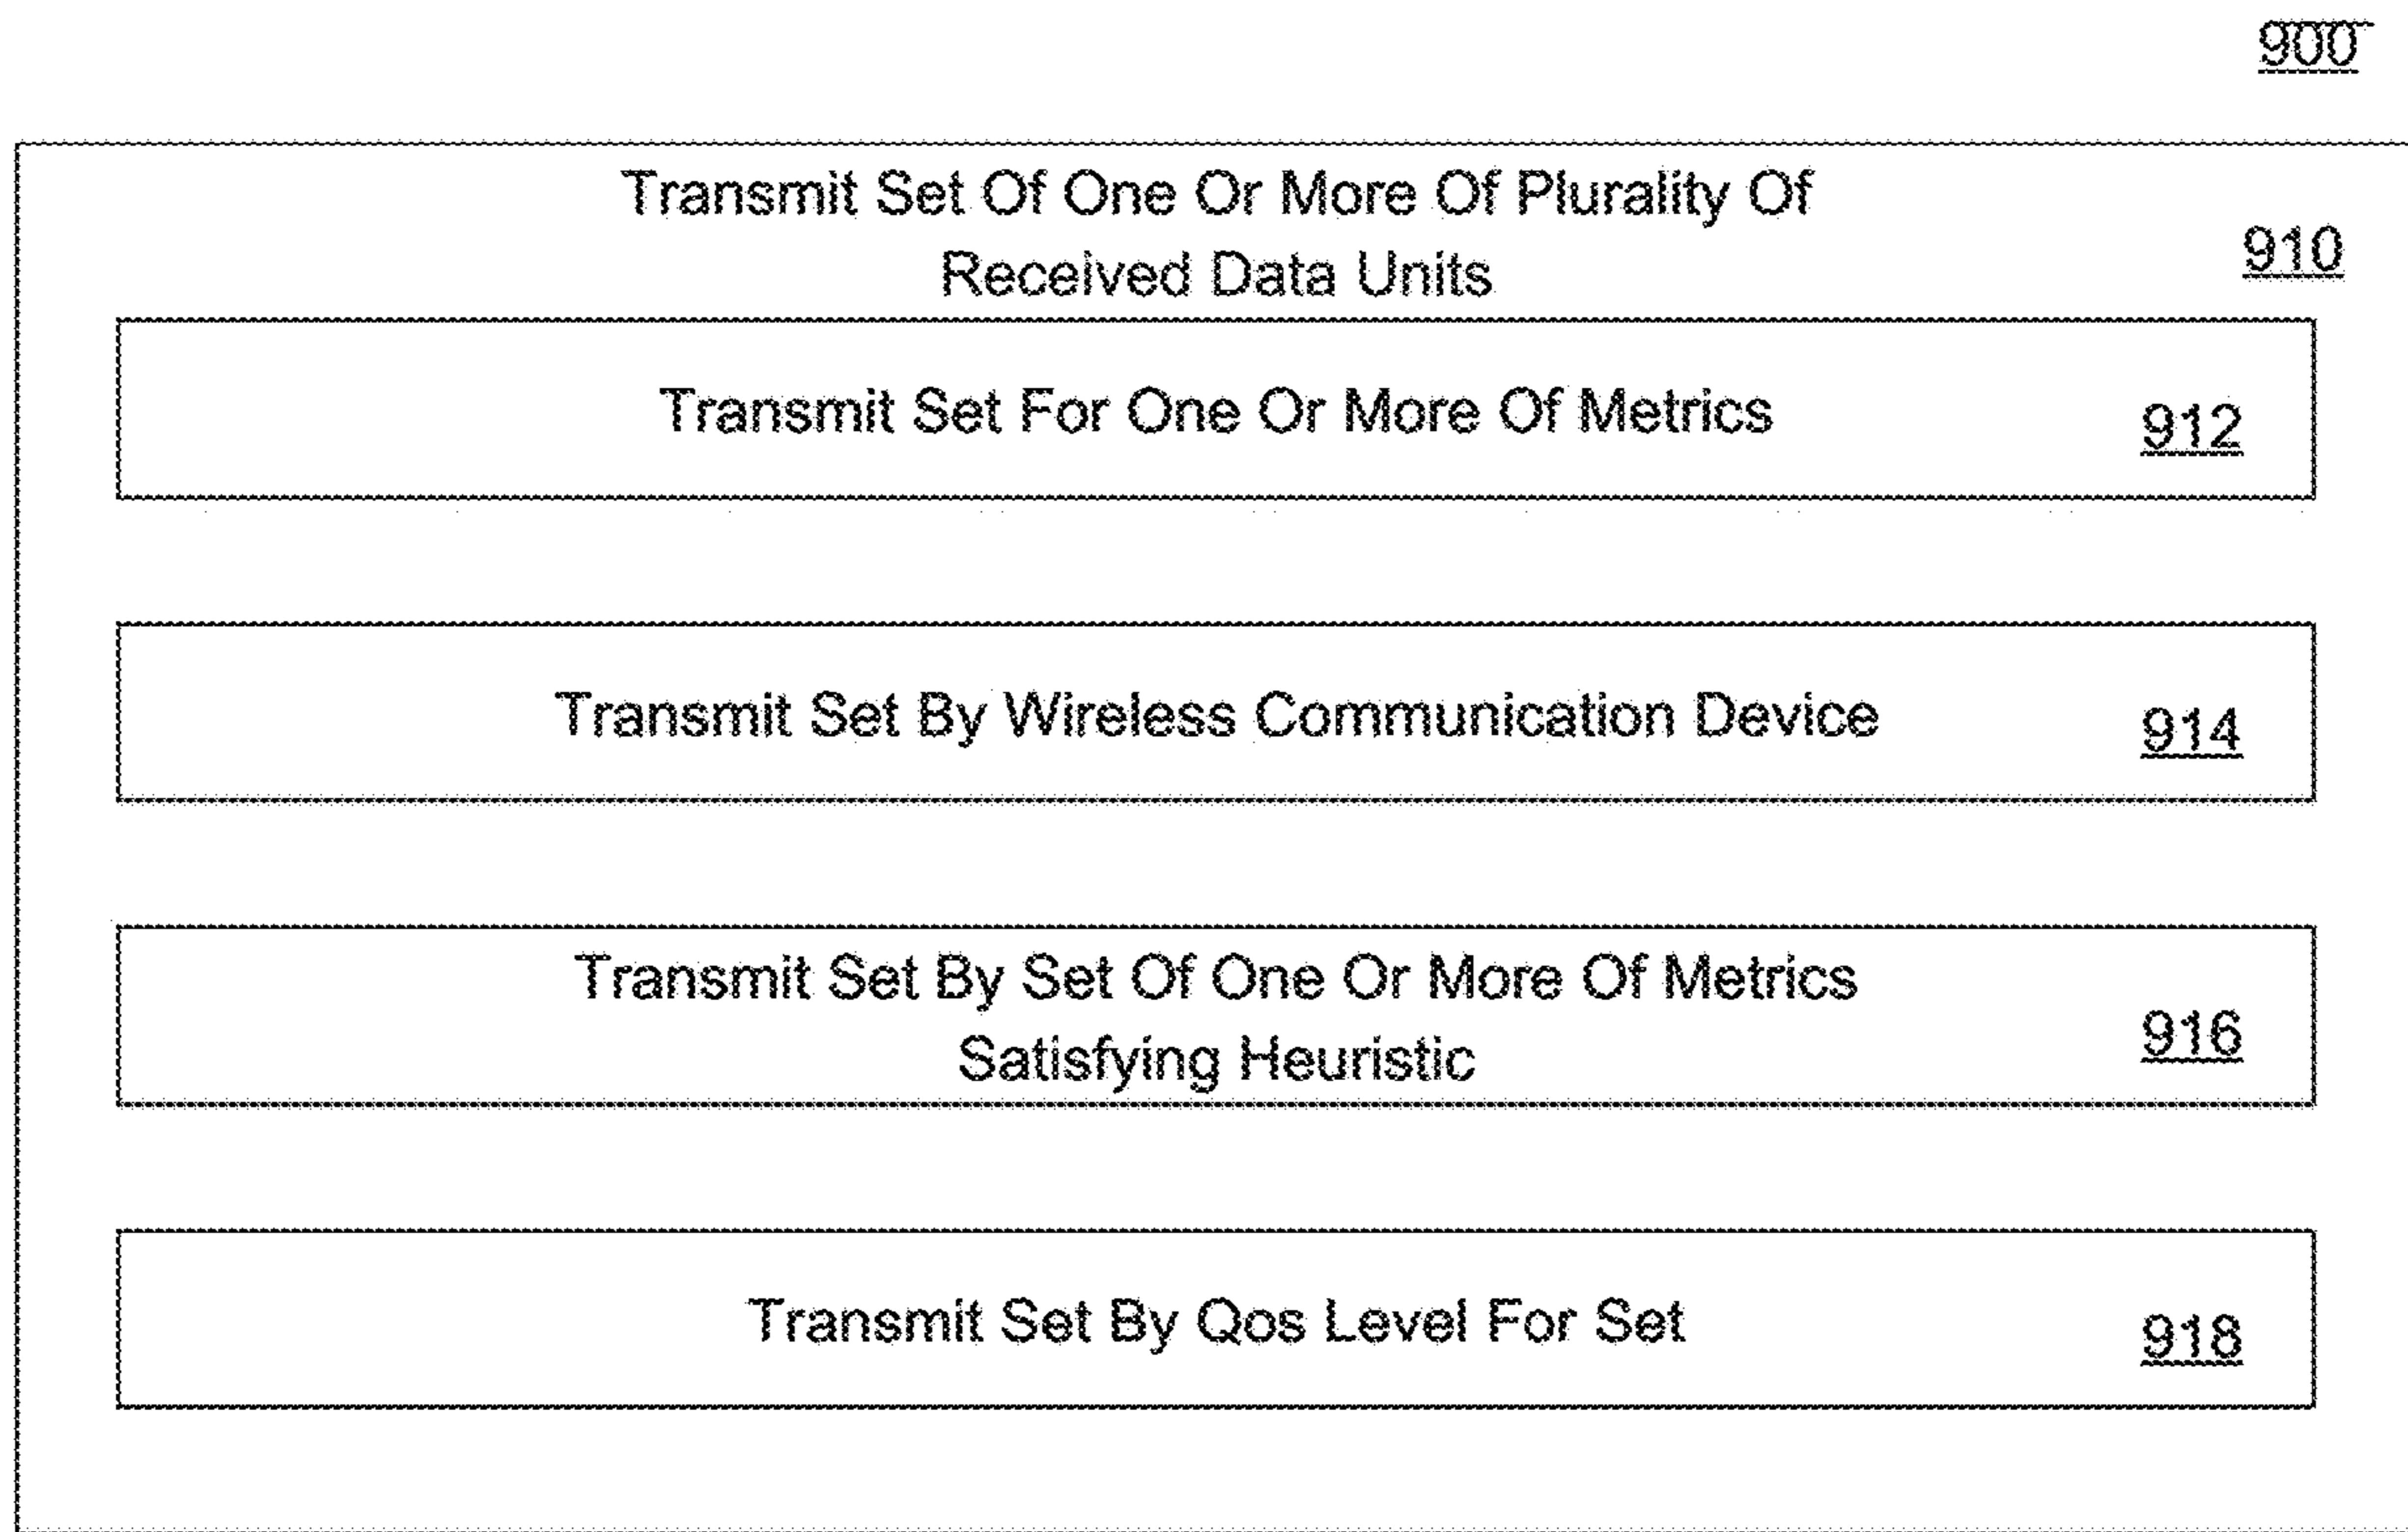 900
Transmit Set Of One Or More Of Plurality Of
Received Data Units
910
Transmit Set For One Or More Of Metrics
912
Transmit Set By Wireless Communication Device
914
Transmit Set By Set Of One Or More Of Metrics
Satisfying Heuristic
916
Transmit Set By Qos Level For Set
918